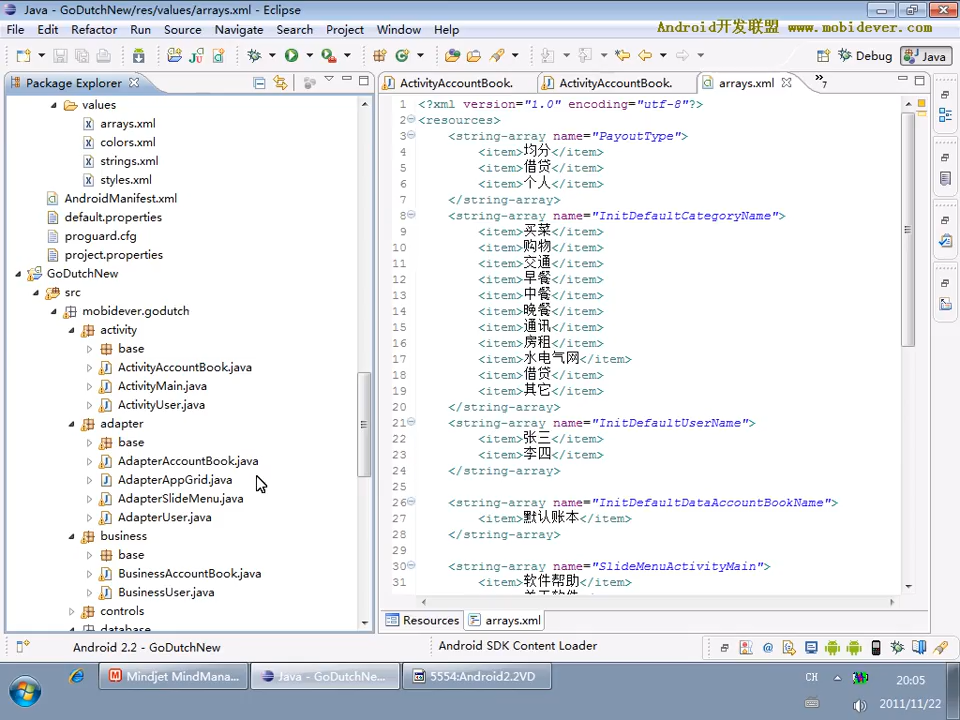 Java - GoDutchNew/res/values/arrays.xml - Eclipse
File Edit Refactor Run Source Navigate Search Project Window Help
Android开发联盟 www.mobidever.com
Debug Java
Package Explorer
ActivityAccountBook. ActivityAccountBook. arrays.xml »7
values
arrays.xml
colors.xml
strings.xml
styles.xml
AndroidManifest.xml
default.properties
proguard.cfg
project.properties
GoDutchNew
src
mobidever.godutch
activity
base
ActivityAccountBook.java
ActivityMain.java
ActivityUser.java
adapter
base
AdapterAccountBook.java
AdapterAppGrid.java
AdapterSlideMenu.java
AdapterUser.java
business
base
BusinessAccountBook.java
BusinessUser.java
controls
database
1 <?xml version="1.0" encoding="utf-8"?>
2 <resources>
3 <string-array name="PayoutType">
4 <item>均分</item>
5 <item>借贷</item>
6 <item>个人</item>
7 </string-array>
8 <string-array name="InitDefaultCategoryName">
9 <item>买菜</item>
10 <item>购物</item>
11 <item>交通</item>
12 <item>早餐</item>
13 <item>中餐</item>
14 <item>晚餐</item>
15 <item>通讯</item>
16 <item>房租</item>
17 <item>水电气网</item>
18 <item>借贷</item>
19 <item>其它</item>
20 </string-array>
21 <string-array name="InitDefaultUserName">
22 <item>张三</item>
23 <item>李四</item>
24 </string-array>
25
26 <string-array name="InitDefaultDataAccountBookName">
27 <item>默认账本</item>
28 </string-array>
29
30 <string-array name="SlideMenuActivityMain">
31 <item>软件帮助</item>
<item>关于软件</item>
Resources arrays.xml
Android 2.2 - GoDutchNew
Android SDK Content Loader
Mindjet MindMana...
Java - GoDutchNe...
5554:Android2.2VD
CH
20:05
2011/11/22